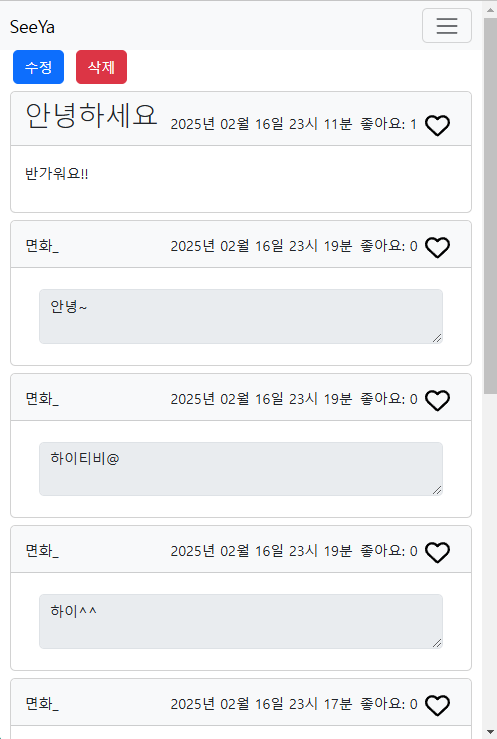 SeeYa
수정 삭제
안녕하세요 2025년 02월 16일 23시 11분 좋아요: 1
반가워요!!
면화_ 2025년 02월 16일 23시 19분 좋아요: 0
안녕~
면화_ 2025년 02월 16일 23시 19분 좋아요: 0
하이티비@
면화_ 2025년 02월 16일 23시 19분 좋아요: 0
하이^^
면화_ 2025년 02월 16일 23시 17분 좋아요: 0